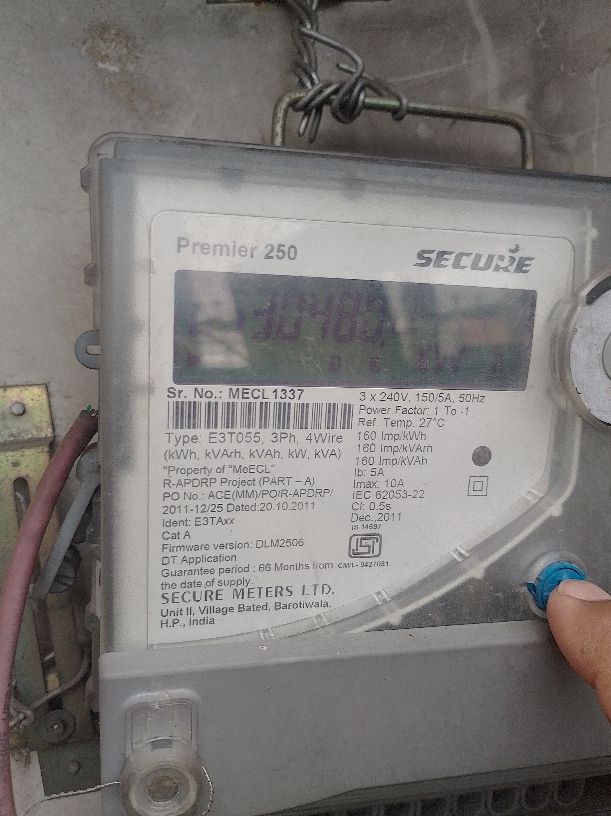 Premier 250
SECURE
Sr. No.: MECL1337
3 x 240V, 150/5A, 50Hz
Power Factor: 1 To -1
Ref. Temp. 27°C
160 Imp/kWh
160 Imp/kVArh
160 Imp/kVAh
Ib: 5A
Imax: 10A
IEC 62053-22
Cl: 0.5s
Dec.,2011
IS 14697
Type: E3T055, 3Ph, 4Wire
(kWh, kVArh, kVAh, kW, kVA)
"Property of "MeECL"
R-APDRP Project (PART – A)
PO No.: ACE(MM)/PO/R-APDRP/
2011-12/25 Dated:20.10.2011
Ident: E3TAxx
Cat A
Firmware version: DLM2506
DT Application
Guarantee period : 66 Months from
the date of supply.
CM/L- 9427081
SECURE METERS LTD.
Unit II, Village Bated, Barotiwala,
H.P., India